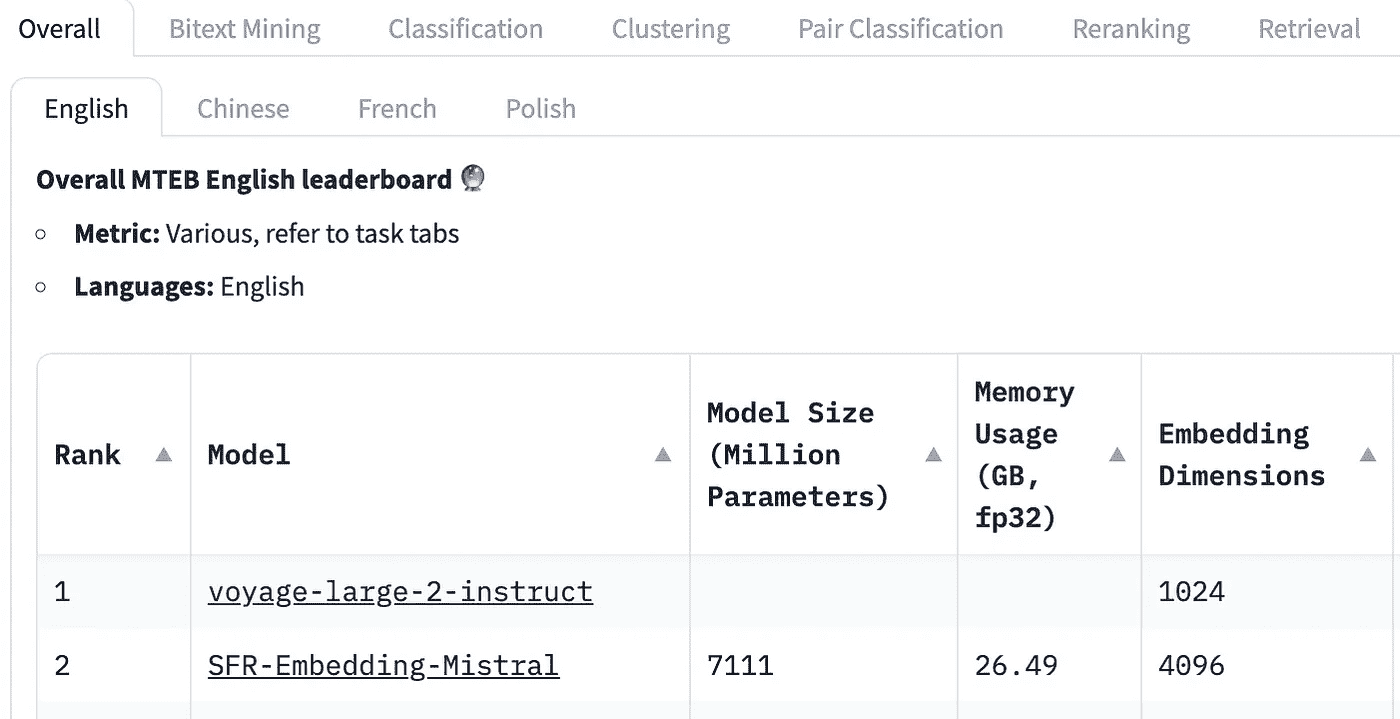 Overall Bitext Mining Classification Clustering Pair Classification Reranking Retrieval
English Chinese French Polish
Overall MTEB English leaderboard 🔮
Metric: Various, refer to task tabs
Languages: English
Rank Model Model Size (Million Parameters) Memory Usage (GB, fp32) Embedding Dimensions
1 voyage-large-2-instruct 1024
2 SFR-Embedding-Mistral 7111 26.49 4096